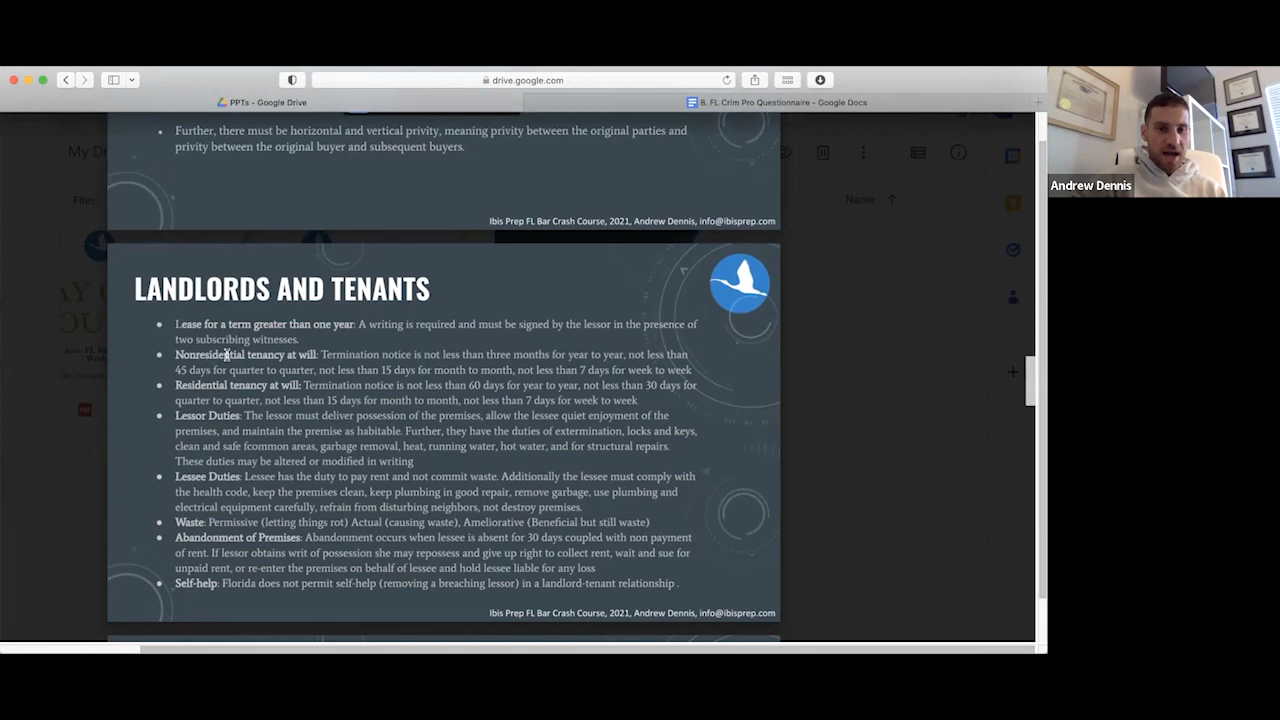 drive.google.com
PPTs - Google Drive
8. FL Crim Pro Questionnaire - Google Docs
Further, there must be horizontal and vertical privity, meaning privity between the original parties and
privity between the original buyer and subsequent buyers.
My Dr
Files
Name
Ibis Prep FL Bar Crash Course, 2021, Andrew Dennis, info@ibisprep.com
Andrew Dennis
LANDLORDS AND TENANTS
Lease for a term greater than one year: A writing is required and must be signed by the lessor in the presence of
two subscribing witnesses.
Nonresidential tenancy at will: Termination notice is not less than three months for year to year, not less than
45 days for quarter to quarter, not less than 15 days for month to month, not less than 7 days for week to week
Residential tenancy at will: Termination notice is not less than 60 days for year to year, not less than 30 days for
quarter to quarter, not less than 15 days for month to month, not less than 7 days for week to week
Lessor Duties: The lessor must deliver possession of the premises, allow the lessee quiet enjoyment of the
premises, and maintain the premise as habitable. Further, they have the duties of extermination, locks and keys,
clean and safe fcommon areas, garbage removal, heat, running water, hot water, and for structural repairs.
These duties may be altered or modified in writing
Lessee Duties: Lessee has the duty to pay rent and not commit waste. Additionally the lessee must comply with
the health code, keep the premises clean, keep plumbing in good repair, remove garbage, use plumbing and
electrical equipment carefully, refrain from disturbing neighbors, not destroy premises.
Waste: Permissive (letting things rot) Actual (causing waste), Ameliorative (Beneficial but still waste)
Abandonment of Premises: Abandonment occurs when lessee is absent for 30 days coupled with non payment
of rent. If lessor obtains writ of possession she may repossess and give up right to collect rent, wait and sue for
unpaid rent, or re-enter the premises on behalf of lessee and hold lessee liable for any loss
Self-help: Florida does not permit self-help (removing a breaching lessor) in a landlord-tenant relationship .
Ibis Prep FL Bar Crash Course, 2021, Andrew Dennis, info@ibisprep.com